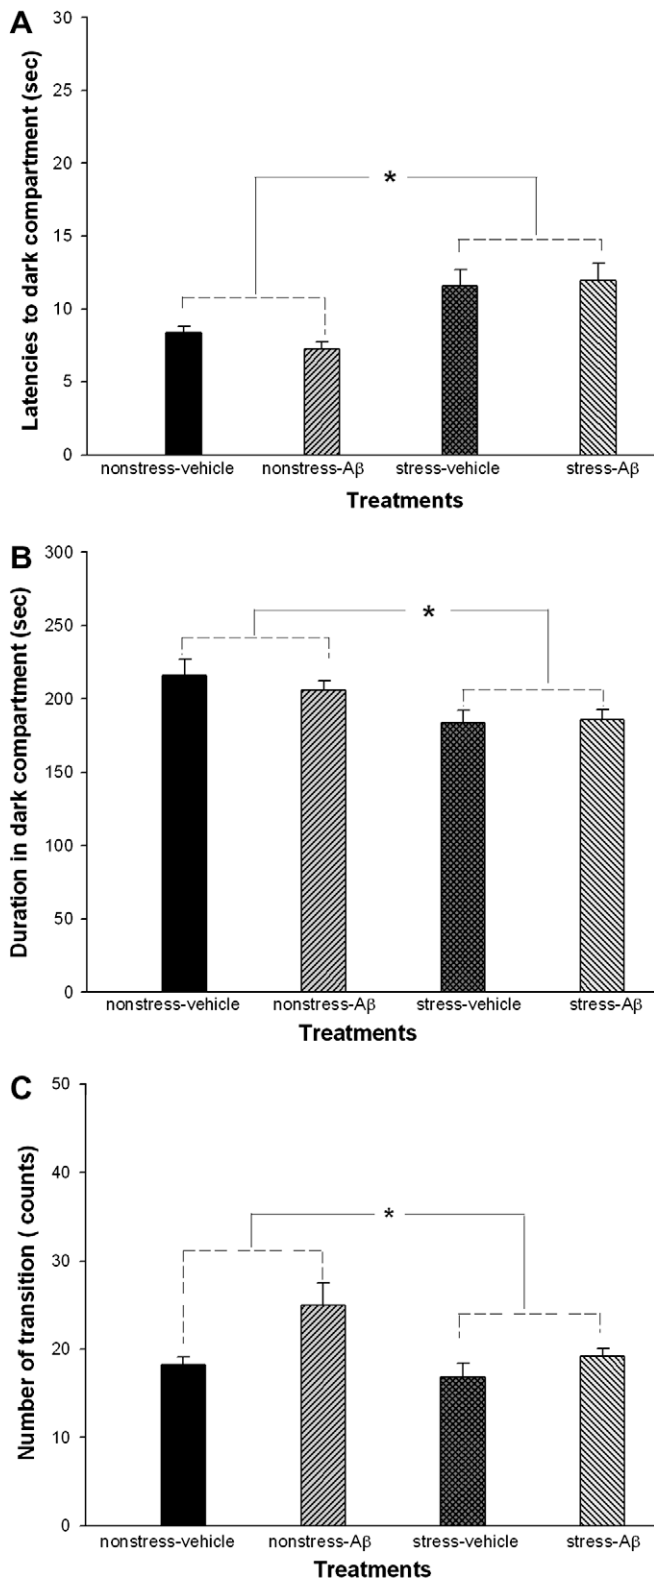 A
Latencies to dark compartment (sec)
30
20
15
10
5
0
*
nonstress-vehicle nonstress-Aβ stress-vehicle stress-Aβ
Treatments
B
Duration in dark compartment (sec)
300
250
200
150
100
50
0
*
nonstress-vehicle nonstress-Aβ stress-vehicle stress-Aβ
Treatments
C
Number of transition ( counts)
50
40
30
20
10
0
*
nonstress-vehicle nonstress-Aβ stress-vehicle stress-Aβ
Treatments